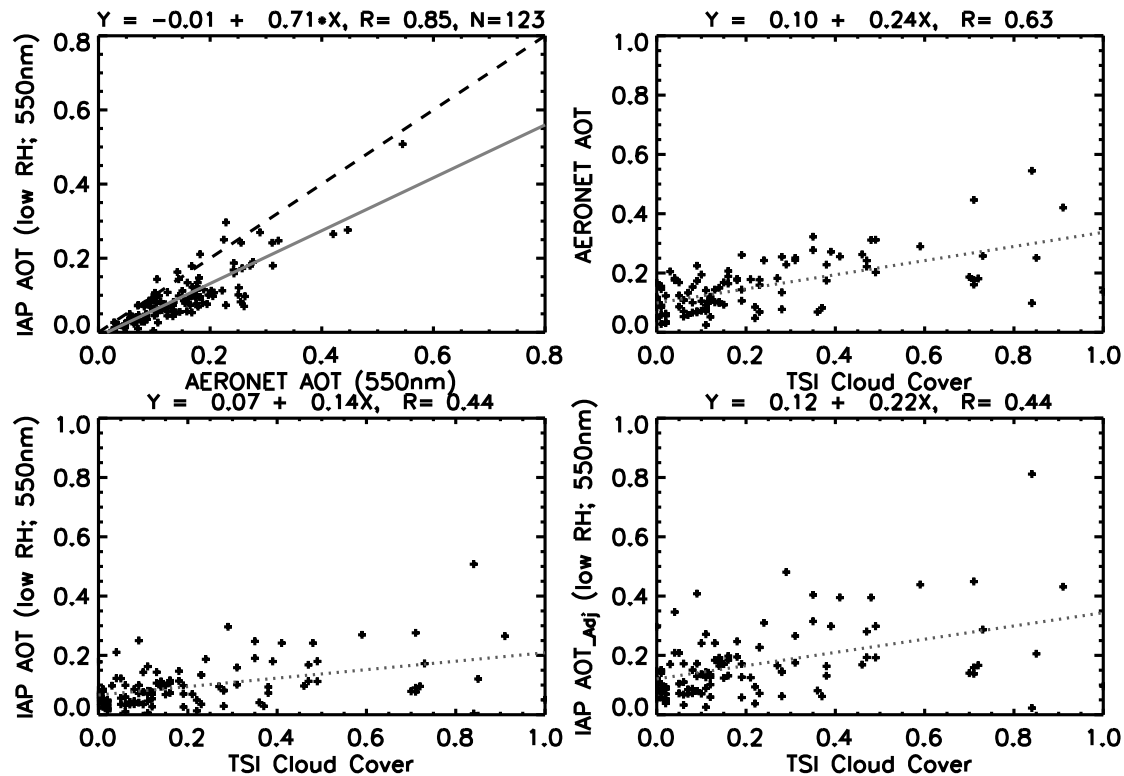 Y = -0.01 + 0.71*X, R= 0.85, N=123
0.8
0.6
0.4
0.2
0.0
IAP AOT (low RH; 550nm)
0.0 0.2 0.4 0.6 0.8
AERONET AOT (550nm)
Y = 0.10 + 0.24X, R= 0.63
1.0
0.8
0.6
0.4
0.2
0.0
AERONET AOT
0.0 0.2 0.4 0.6 0.8 1.0
TSI Cloud Cover
Y = 0.07 + 0.14X, R= 0.44
1.0
0.8
0.6
0.4
0.2
0.0
IAP AOT (low RH; 550nm)
0.0 0.2 0.4 0.6 0.8 1.0
TSI Cloud Cover
Y = 0.12 + 0.22X, R= 0.44
1.0
0.8
0.6
0.4
0.2
0.0
IAP AOT_Adj (low RH; 550nm)
0.0 0.2 0.4 0.6 0.8 1.0
TSI Cloud Cover